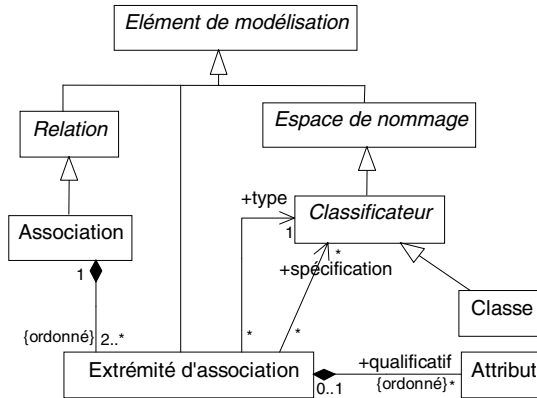 Elément de modélisation
Relation
Espace de nommage
+type
Classificateur
1
Association
*
+spécification
1
Classe
{ordonné}
2..*
*
*
Extrémité d'association
+qualificatif
Attribut
0..1
{ordonné}
*